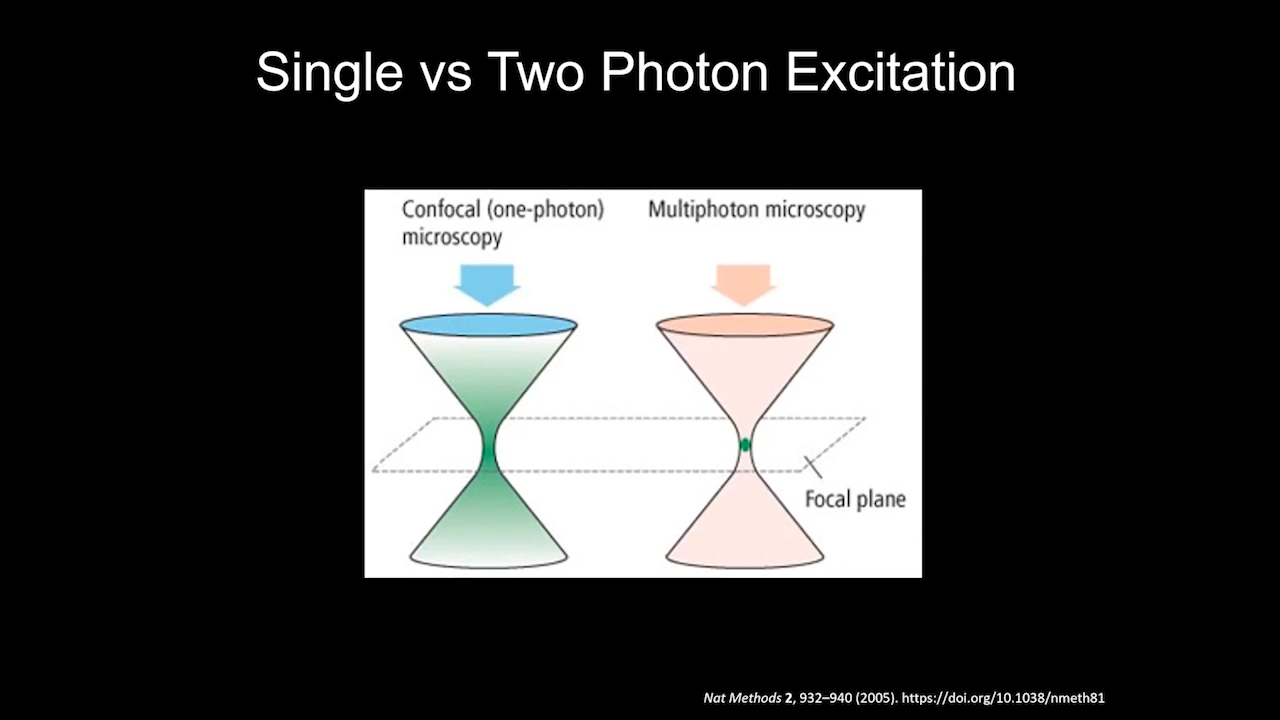 Single vs Two Photon Excitation
Confocal (one-photon)
microscopy
Multiphoton microscopy
Focal plane
Nat Methods 2, 932–940 (2005). https://doi.org/10.1038/nmeth81